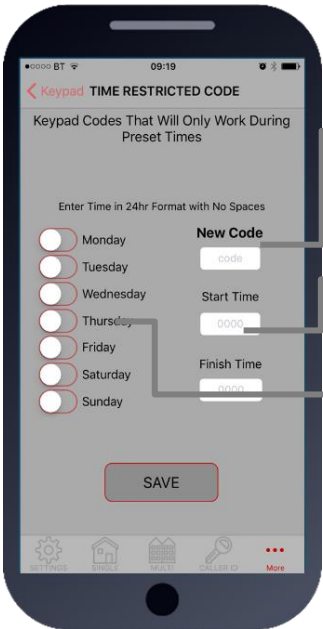 BT 09:19
Keypad TIME RESTRICTED CODE
Keypad Codes That Will Only Work During
Preset Times
Enter Time in 24hr Format with No Spaces
Monday
Tuesday
Wednesday
Thursday
Friday
Saturday
Sunday
New Code
code
Start Time
0000
Finish Time
0000
SAVE
SETTINGS SINGLE MULTI CALLER ID More